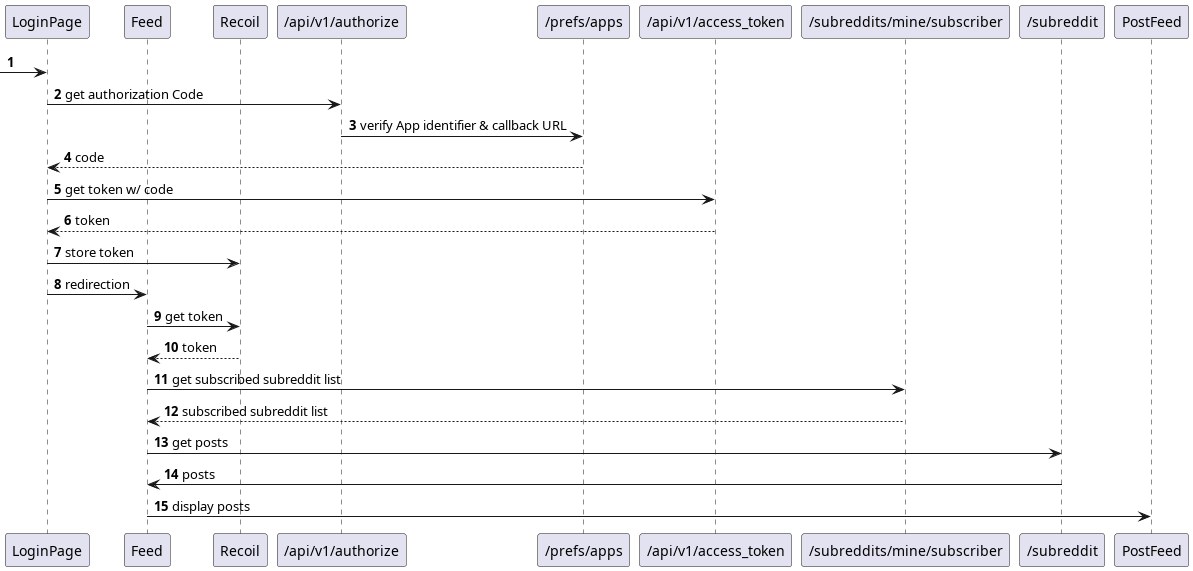 LoginPage Feed Recoil /api/v1/authorize /prefs/apps /api/v1/access_token /subreddits/mine/subscriber /subreddit PostFeed
1
2 get authorization Code
3 verify App identifier & callback URL
4 code
5 get token w/ code
6 token
7 store token
8 redirection
9 get token
10 token
11 get subscribed subreddit list
12 subscribed subreddit list
13 get posts
14 posts
15 display posts
LoginPage Feed Recoil /api/v1/authorize /prefs/apps /api/v1/access_token /subreddits/mine/subscriber /subreddit PostFeed